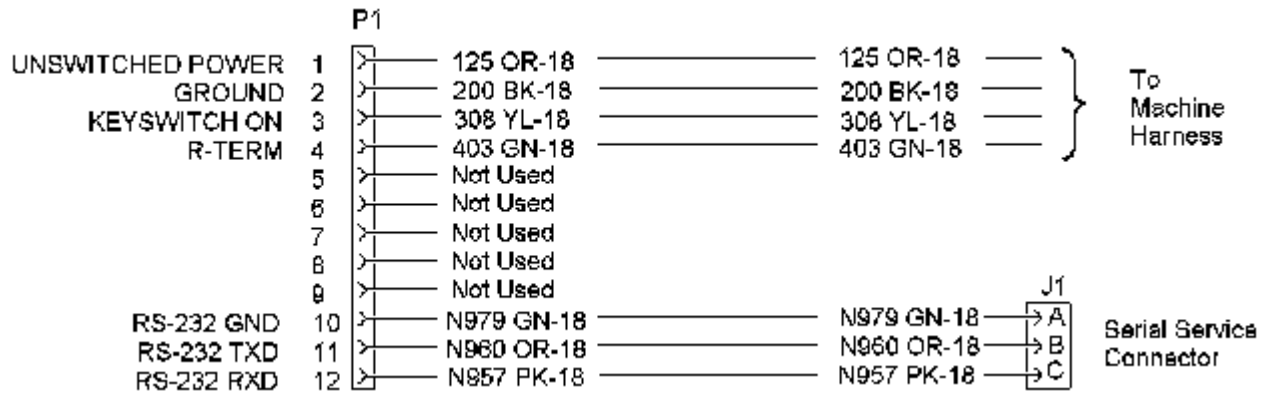 P1
UNSWITCHED POWER 1 125 OR-18 125 OR-18
GROUND 2 200 BK-18 200 BK-18
KEYSWITCH ON 3 308 YL-18 308 YL-18
R-TERM 4 403 GN-18 403 GN-18
To
Machine
Harness
5 Not Used
6 Not Used
7 Not Used
8 Not Used
9 Not Used
J1
RS-232 GND 10 N979 GN-18 N979 GN-18 A
RS-232 TXD 11 N960 OR-18 N960 OR-18 B
RS-232 RXD 12 N957 PK-18 N957 PK-18 C
Serial Service
Connector